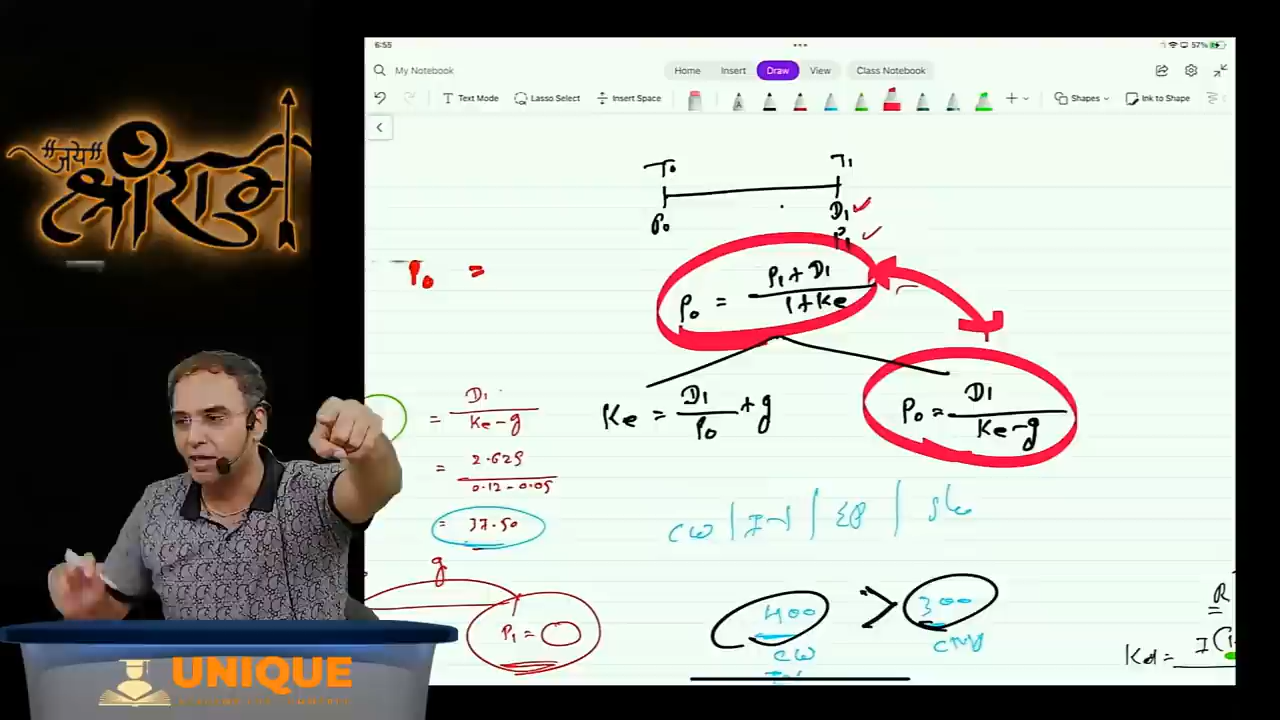 6:55
57%
My Notebook
Home Insert Draw View Class Notebook
Text Mode Lasso Select Insert Space Shapes Ink to Shape
"जय" श्रीराम
T₀ T₁
P₀ D₁
P₁
P₀ =
P₀ = P₁ + D₁ / 1 + Ke
= D₁ / Ke - g
Ke = D₁ / P₀ + g
P₀ = D₁ / Ke - g
= 2.625 / 0.12 - 0.05
= 37.50
g
400 > 300
P₁ =
Kd =
UNIQUE